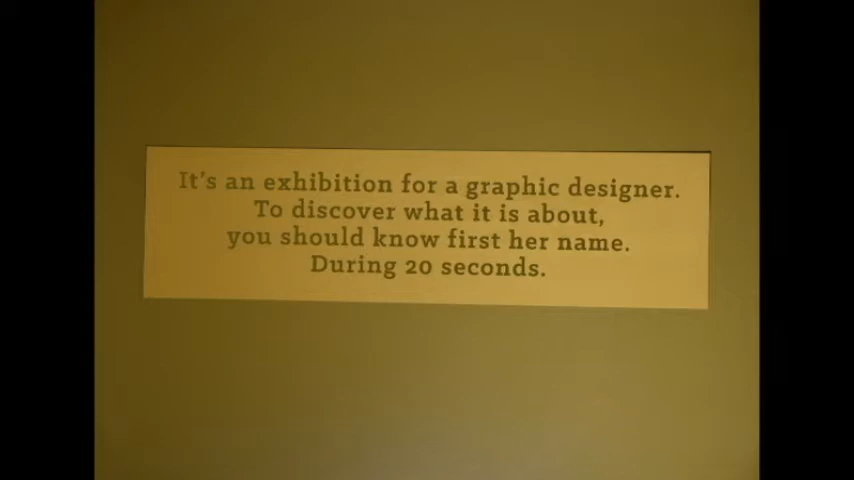 It's an exhibition for a graphic designer.
To discover what it is about,
you should know first her name.
During 20 seconds.